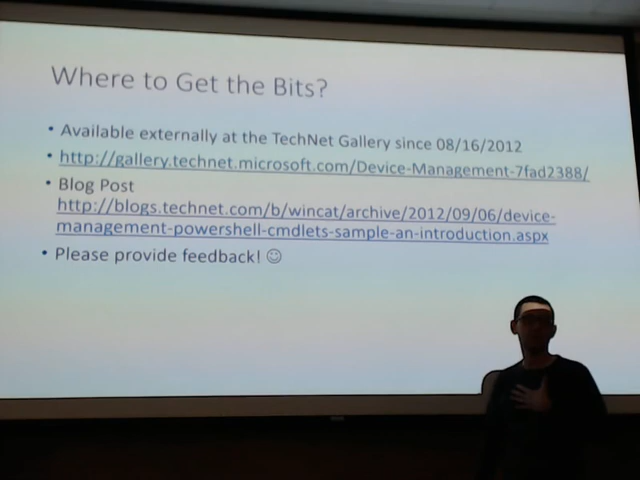 Where to Get the Bits?
• Available externally at the TechNet Gallery since 08/16/2012
• http://gallery.technet.microsoft.com/Device-Management-7fad2388/
• Blog Post
http://blogs.technet.com/b/wincat/archive/2012/09/06/device-
management-powershell-cmdlets-sample-an-introduction.aspx
• Please provide feedback! ☺